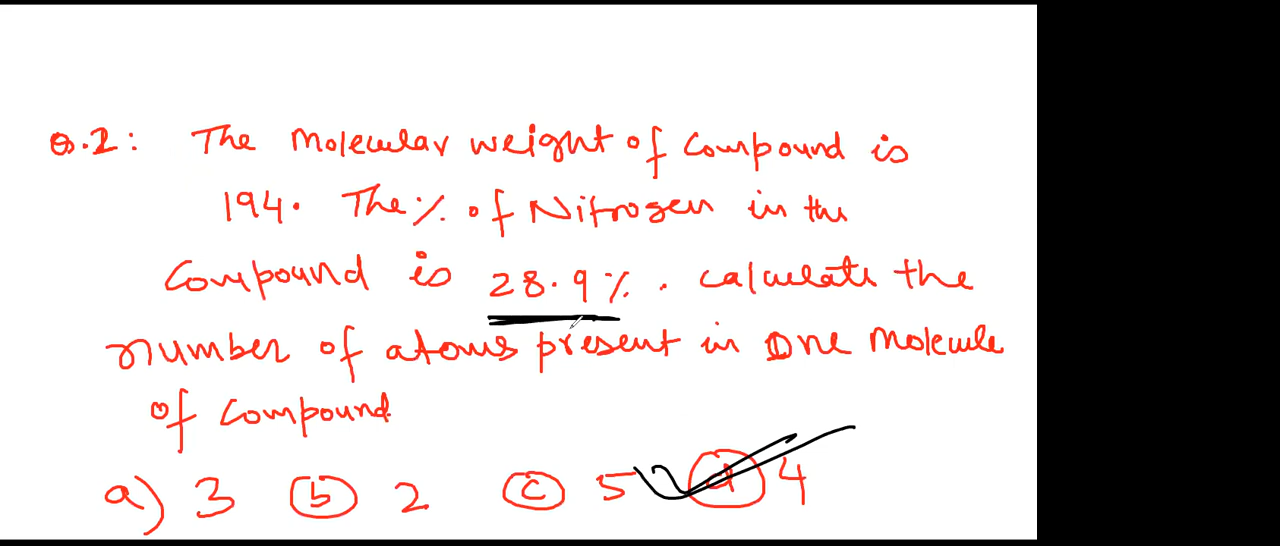 Q.2: The Molecular weight of Compound is
194. The % of Nitrogen in the
Compound is 28.9%. calculate the
number of atoms present in One Molecule
of Compound
a) 3 (b) 2 (c) 5 (d) 4